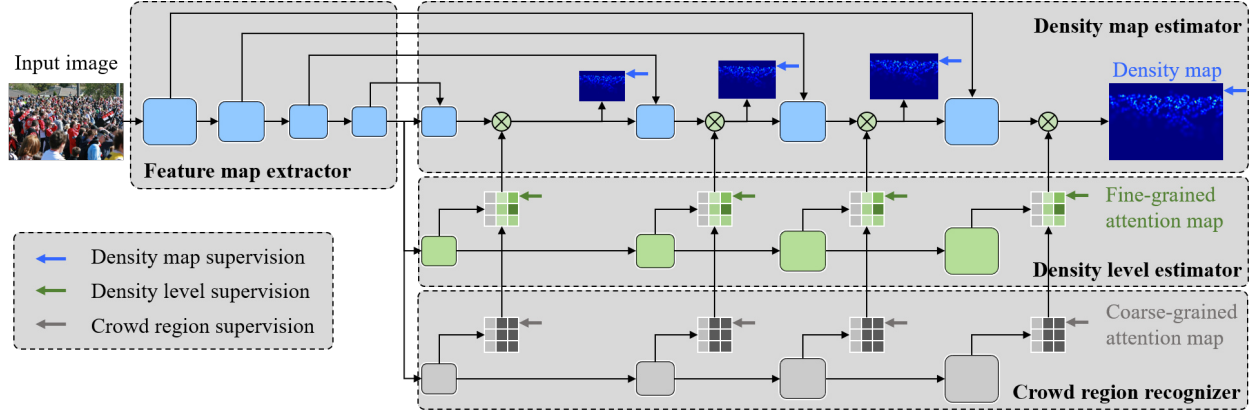 Density map estimator
Input image
Density map
Feature map extractor
Fine-grained
attention map
Density level estimator
Density map supervision
Density level supervision
Crowd region supervision
Coarse-grained
attention map
Crowd region recognizer